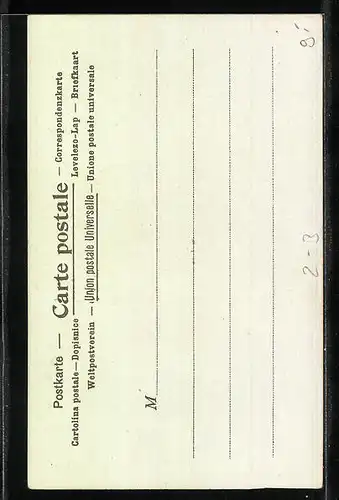 Postkarte — Carte postale — Correspondenzkarte
Cartolina postale — Dopisnice Levelezo-Lap — Briefkaart
Weltpostverein — Union postale Universelle — Unione postale universale
M
2-3